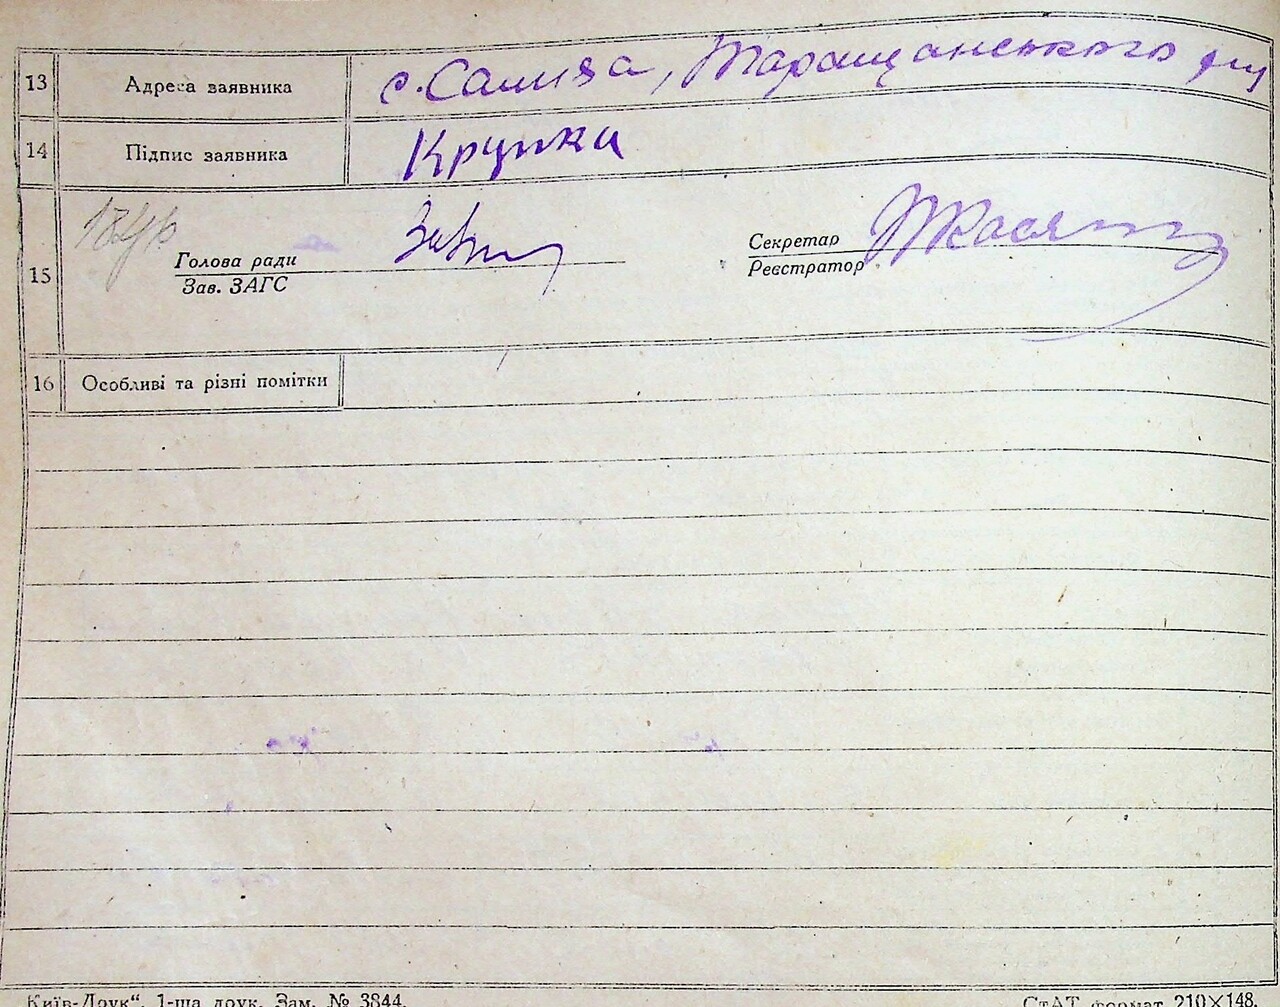 13 Адреса заявника с. Салиха, Таращанського р-ну
14 Підпис заявника Крупка
15 Голова ради
Зав. ЗАГС
Секретар
Реєстратор
16 Особливі та різні помітки
"Київ-Друк", 1-ша друк. Зам. № 3844. СтАТ формат 210×148.